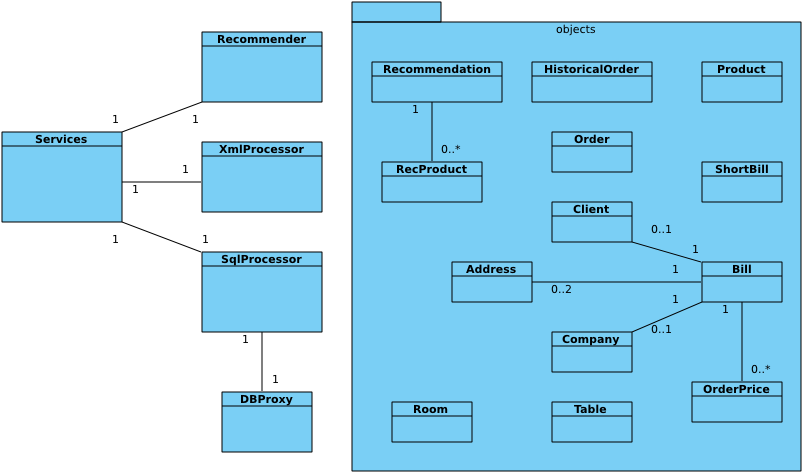 objects
Recommender
Recommendation
HistoricalOrder
Product
1
1
1
Services
Order
XmlProcessor
0..*
1
RecProduct
ShortBill
1
Client
0..1
1
1
1
SqlProcessor
Address
1
Bill
0..2
1
0..1
1
1
Company
1
0..*
OrderPrice
DBProxy
Room
Table